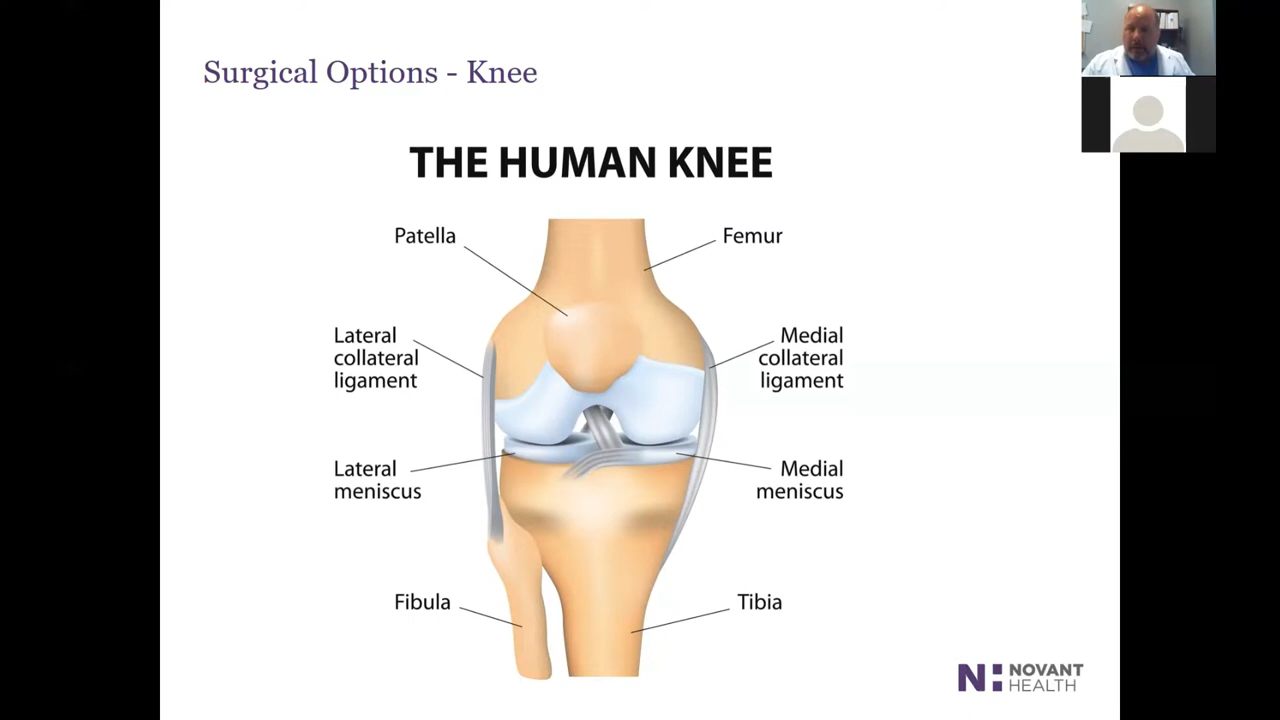 Surgical Options - Knee
THE HUMAN KNEE
Patella
Femur
Lateral
collateral
ligament
Medial
collateral
ligament
Lateral
meniscus
Medial
meniscus
Fibula
Tibia
NOVANT
HEALTH